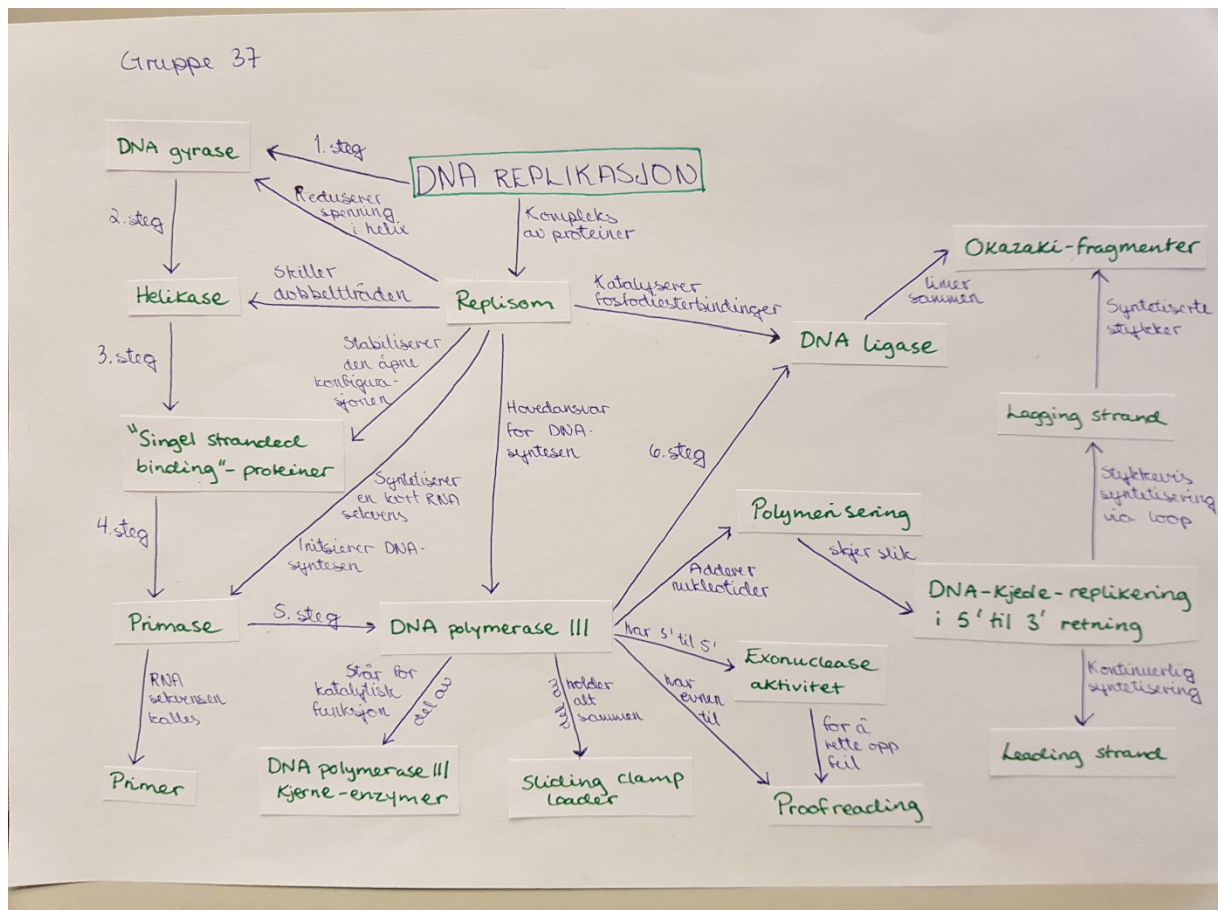 Gruppe 37
DNA gyrase
1. steg
DNA REPLIKASJON
Reduserer
spenning
i helix
2. steg
Kompleks
av proteiner
Okazaki-fragmenter
Helikase
Skiller
dobbelttråden
Replisom
Katalyserer
fosfodiesterbindinger
limer
sammen
DNA ligase
Syntetiserte
stykker
3. steg
Stabiliserer
den åpne
konfigura-
sjonen
Hovedansvar
for DNA-
syntesen
6. steg
Lagging strand
"Singel stranded
binding"- proteiner
Syntetiserer
en kort RNA
sekvens
Stykkevis
syntetisering
via loop
4. steg
Initsierer DNA-
syntesen
Polymerisering
skjer slik
Adderer
nukleotider
DNA-kjede-replikering
i 5' til 3' retning
Primase
5. steg
DNA polymerase III
har 3' til 5'
Exonuclease
aktivitet
Kontinuerlig
syntetisering
RNA
sekvensen
kalles
Står for
katalytisk
funksjon
del av
holder
alt
sammen
har
evnen
til
for å
rette opp
feil
Leading strand
Primer
DNA polymerase III
Kjerne-enzymer
Sliding clamp
loader
Proofreading